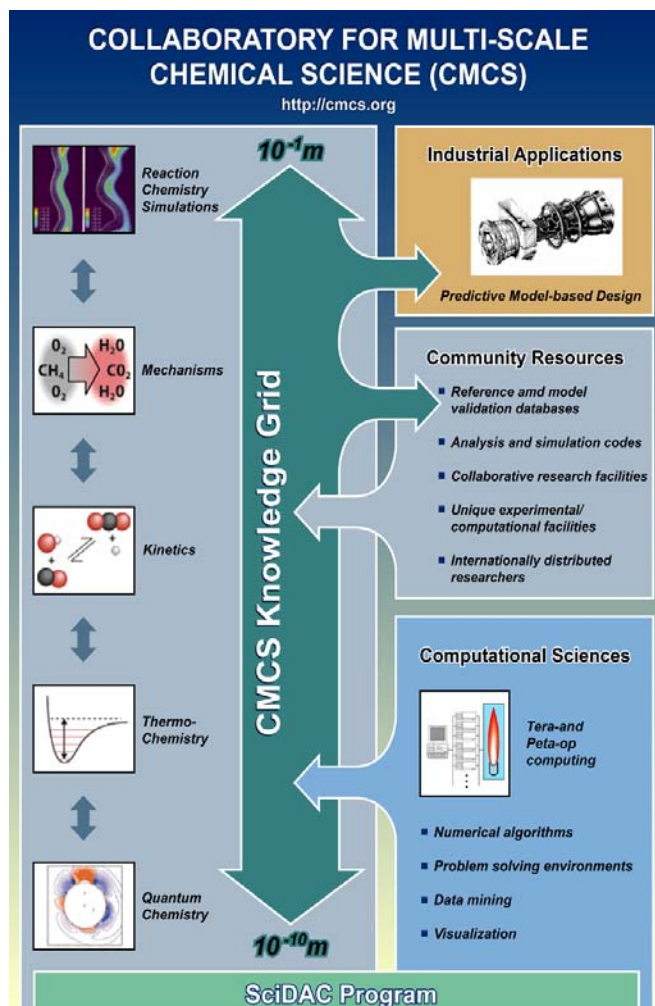 COLLABORATORY FOR MULTI-SCALE
CHEMICAL SCIENCE (CMCS)
http://cmcs.org
10⁻¹m
Reaction
Chemistry
Simulations
O₂
CH₄
O₂
H₂O
CO₂
H₂O
Mechanisms
+
+
Kinetics
Thermo-
Chemistry
Quantum
Chemistry
CMCS Knowledge Grid
10⁻¹⁰m
Industrial Applications
Predictive Model-based Design
Community Resources
Reference amd model
validation databases
Analysis and simulation codes
Collaborative research facilities
Unique experimental/
computational facilities
Internationally distributed
researchers
Computational Sciences
Tera-and
Peta-op
computing
Numerical algorithms
Problem solving environments
Data mining
Visualization
SciDAC Program